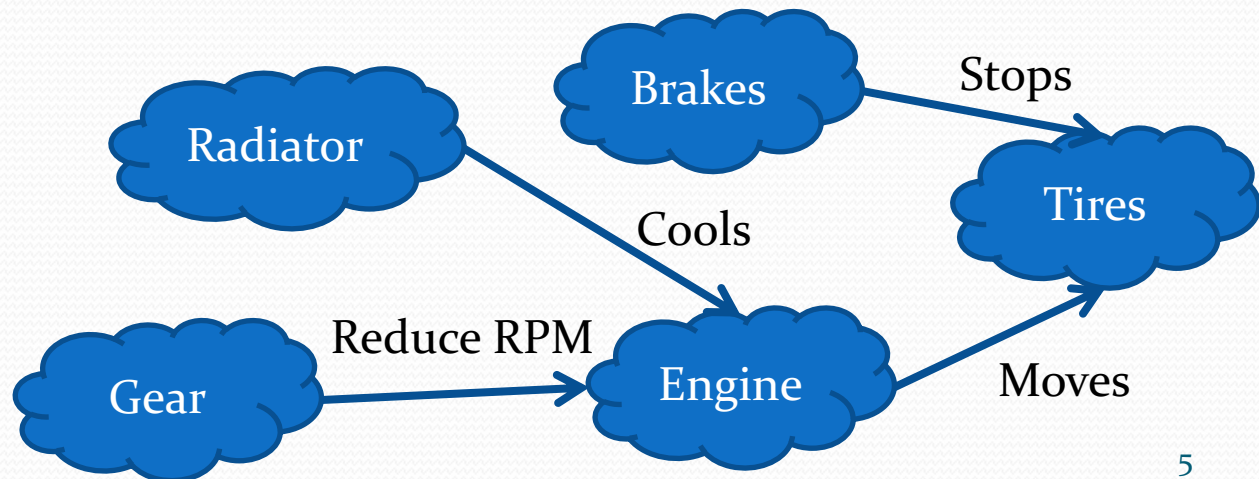 Brakes
Stops
Radiator
Tires
Cools
Reduce RPM
Gear
Engine
Moves
5